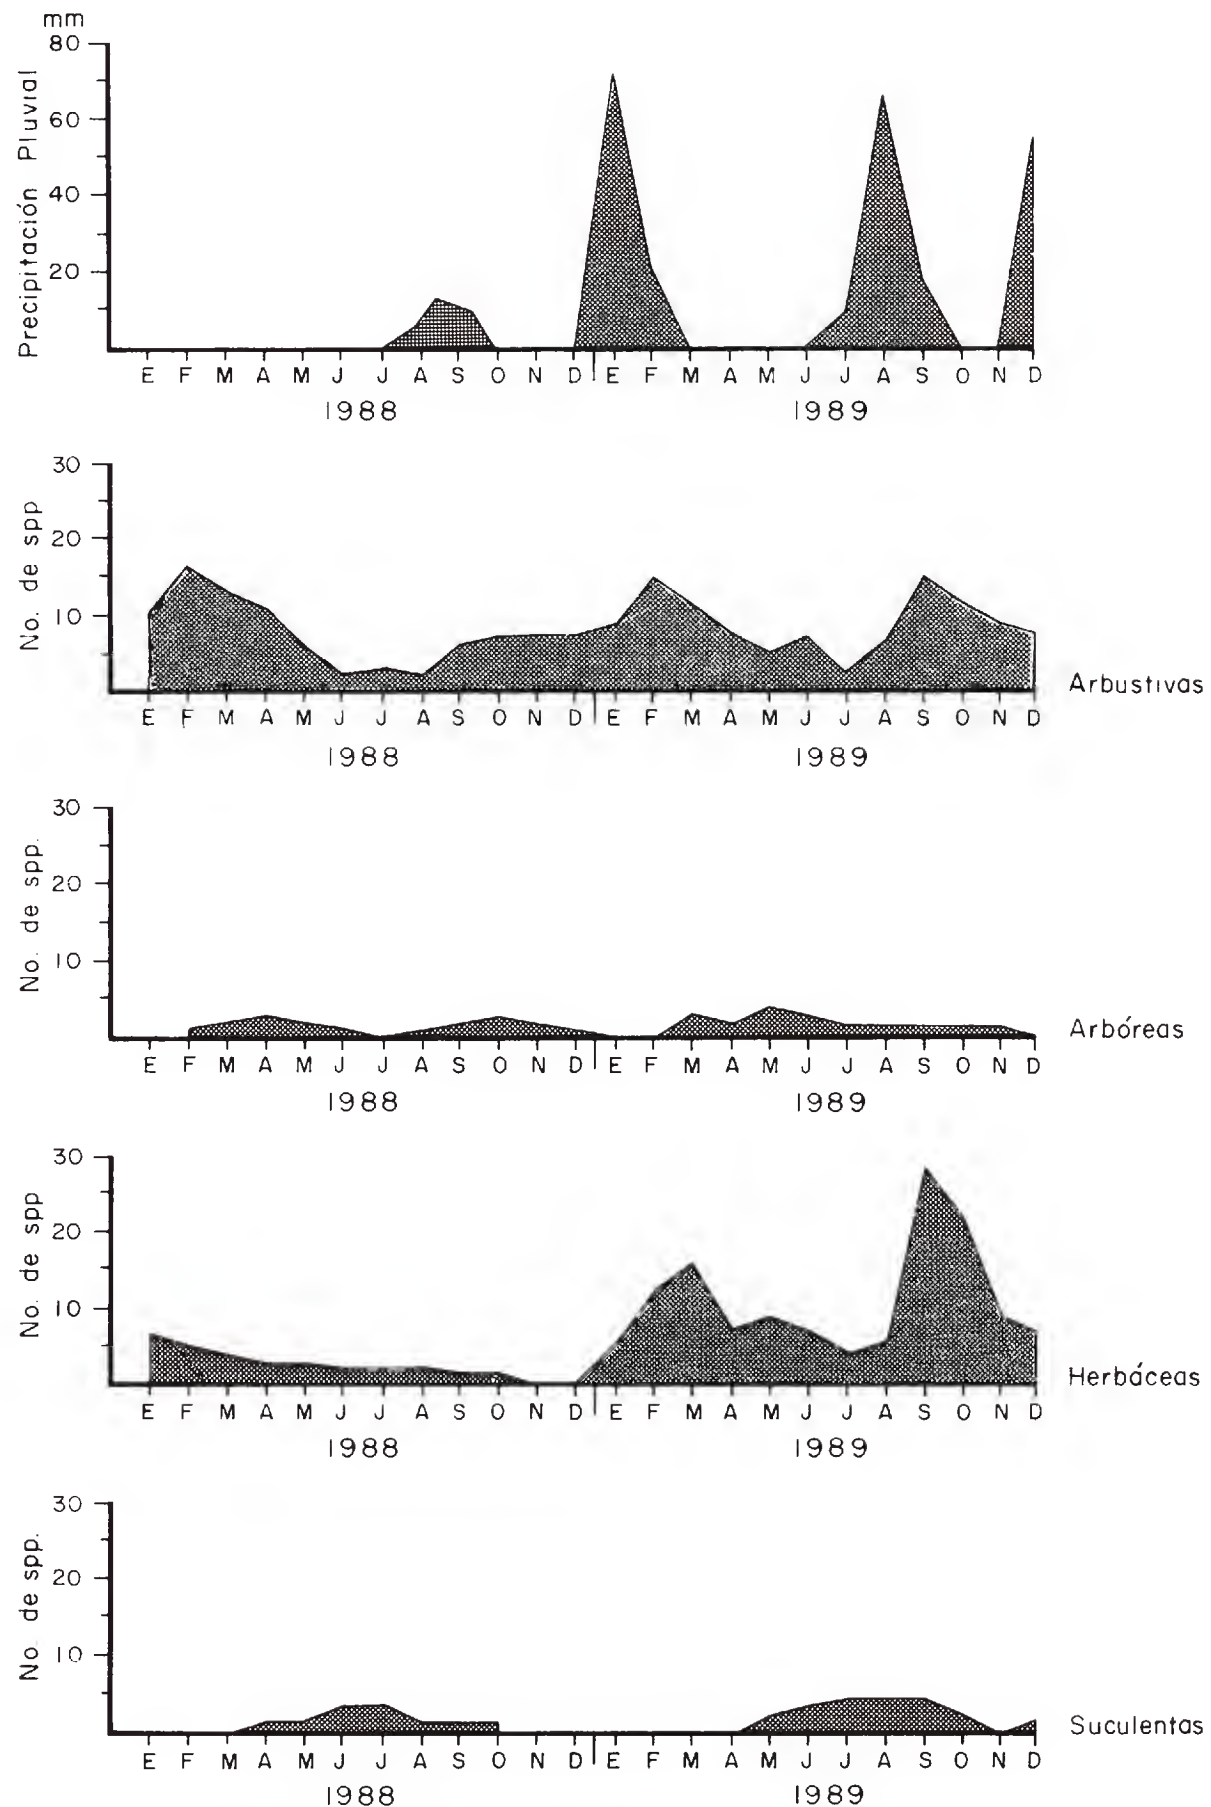 mm
80
60
40
20
Precipitación Pluvial
E F M A M J J A S O N D E F M A M J J A S O N D
1988 1989
30
20
10
No. de spp
Arbustivas
E F M A M J J A S O N D E F M A M J J A S O N D
1988 1989
30
20
10
No. de spp.
Arbóreas
E F M A M J J A S O N D E F M A M J J A S O N D
1988 1989
30
20
10
No. de spp
Herbáceas
E F M A M J J A S O N D E F M A M J J A S O N D
1988 1989
30
20
10
No. de spp.
Suculentas
E F M A M J J A S O N D E F M A M J J A S O N D
1988 1989